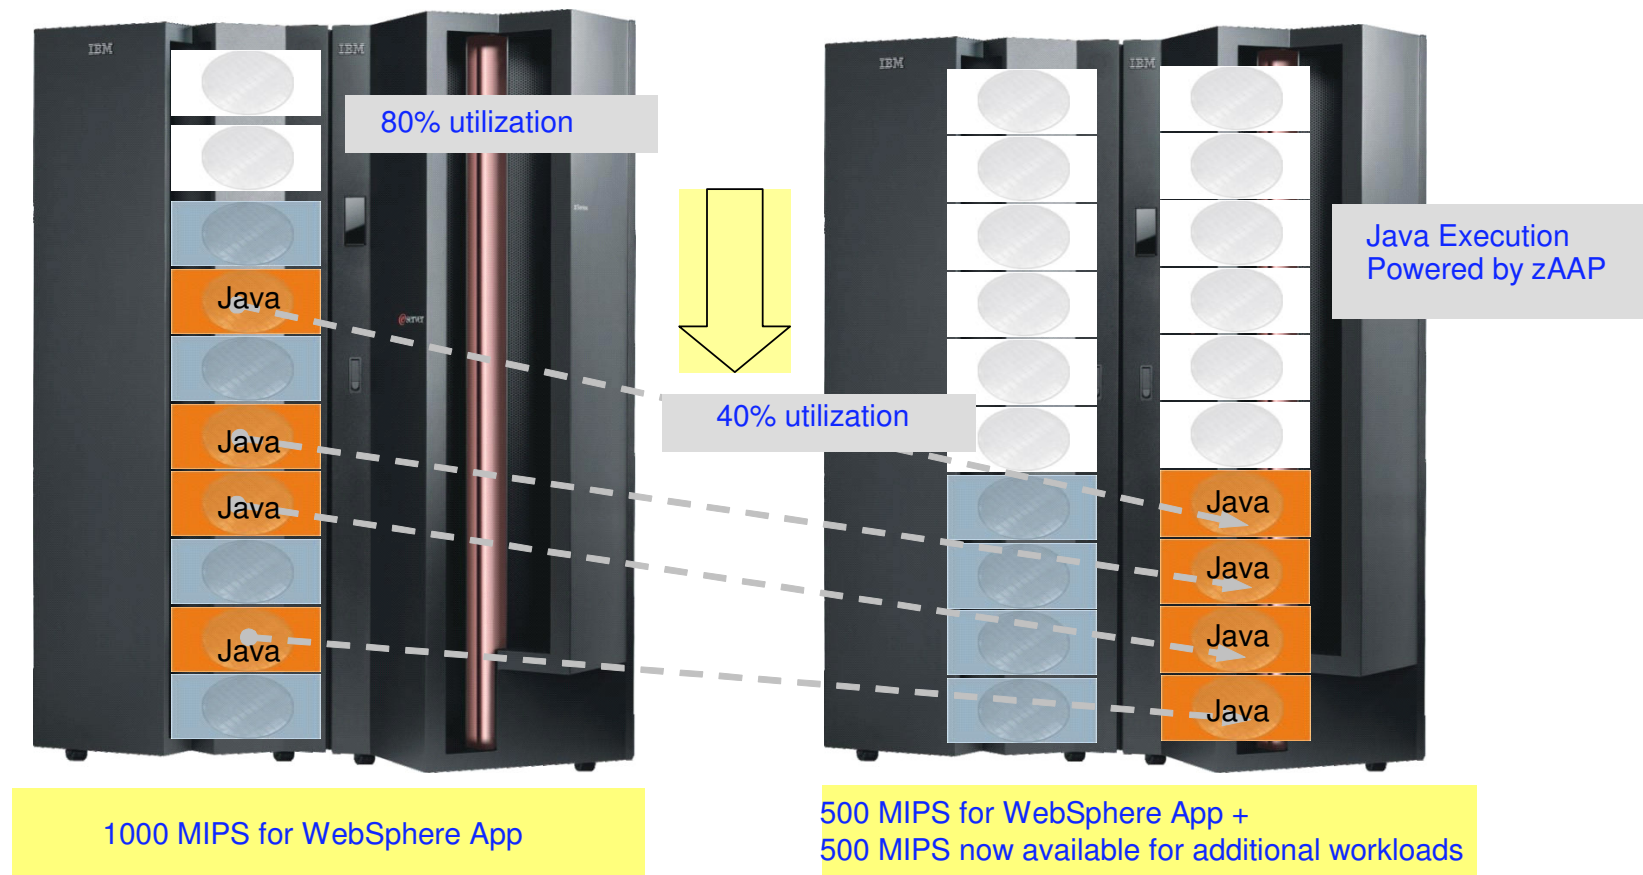 IBM
IBM
80% utilization
Java
Java
Java
Java
1000 MIPS for WebSphere App
40% utilization
IBM
IBM
Java Execution
Powered by zAAP
Java
Java
Java
Java
500 MIPS for WebSphere App +
500 MIPS now available for additional workloads